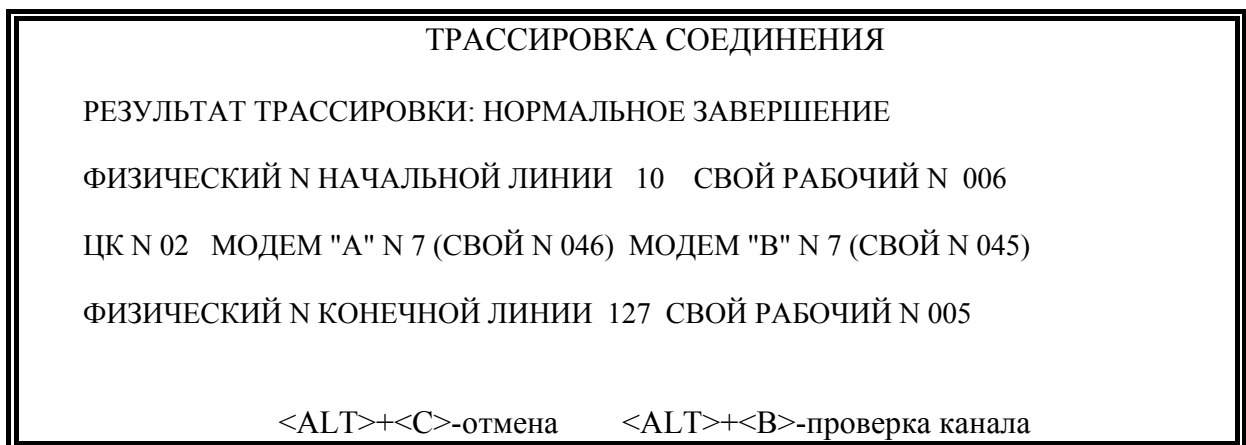 ТРАССИРОВКА СОЕДИНЕНИЯ
РЕЗУЛЬТАТ ТРАССИРОВКИ: НОРМАЛЬНОЕ ЗАВЕРШЕНИЕ
ФИЗИЧЕСКИЙ N НАЧАЛЬНОЙ ЛИНИИ 10 СВОЙ РАБОЧИЙ N 006
ЦК N 02 МОДЕМ "А" N 7 (СВОЙ N 046) МОДЕМ "В" N 7 (СВОЙ N 045)
ФИЗИЧЕСКИЙ N КОНЕЧНОЙ ЛИНИИ 127 СВОЙ РАБОЧИЙ N 005
<ALT>+<C>-отмена <ALT>+<B>-проверка канала